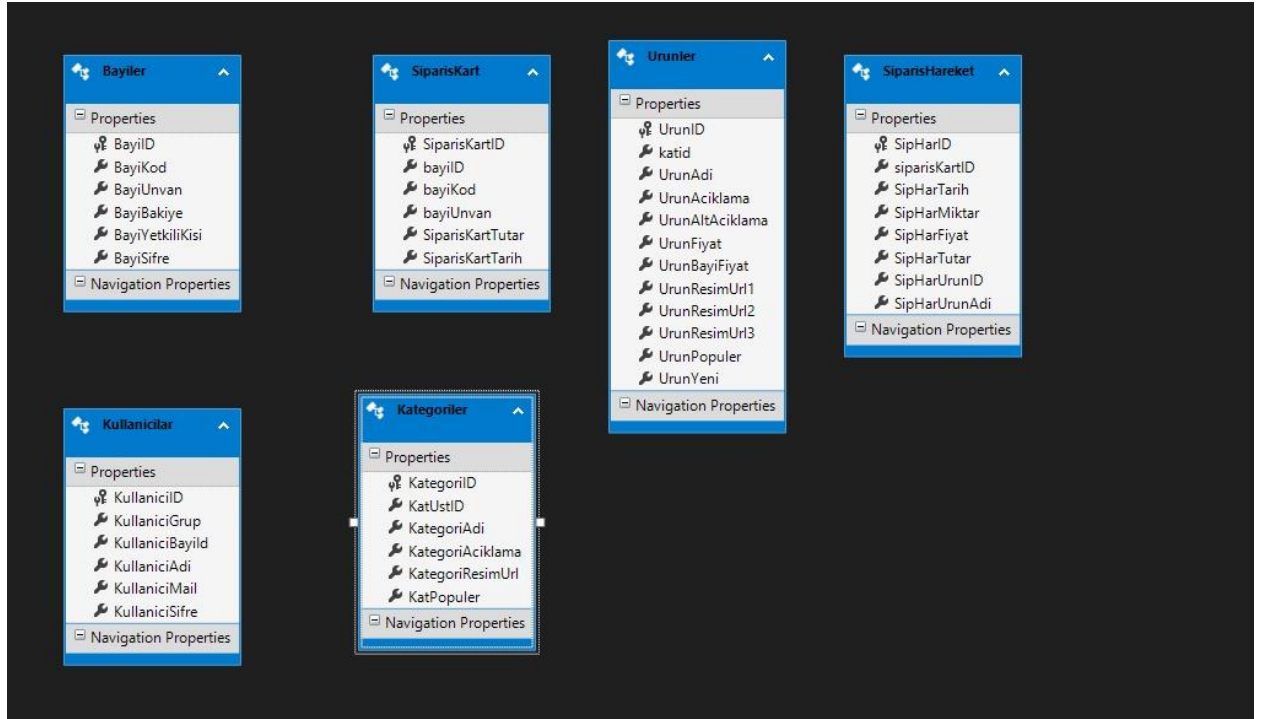 Bayiler
Properties
BayiID
BayiKod
BayiUnvan
BayiBakiye
BayiYetkiliKisi
BayiSifre
Navigation Properties
SiparisKart
Properties
SiparisKartID
bayiID
bayiKod
bayiUnvan
SiparisKartTutar
SiparisKartTarih
Navigation Properties
Urunler
Properties
UrunID
katid
UrunAdi
UrunAciklama
UrunAltAciklama
UrunFiyat
UrunBayiFiyat
UrunResimUrl1
UrunResimUrl2
UrunResimUrl3
UrunPopuler
UrunYeni
Navigation Properties
SiparisHareket
Properties
SipHarID
siparisKartID
SipHarTarih
SipHarMiktar
SipHarFiyat
SipHarTutar
SipHarUrunID
SipHarUrunAdi
Navigation Properties
Kullanicilar
Properties
KullaniciID
KullaniciGrup
KullaniciBayiId
KullaniciAdi
KullaniciMail
KullaniciSifre
Navigation Properties
Kategoriler
Properties
KategoriID
KatUstID
KategoriAdi
KategoriAciklama
KategoriResimUrl
KatPopuler
Navigation Properties